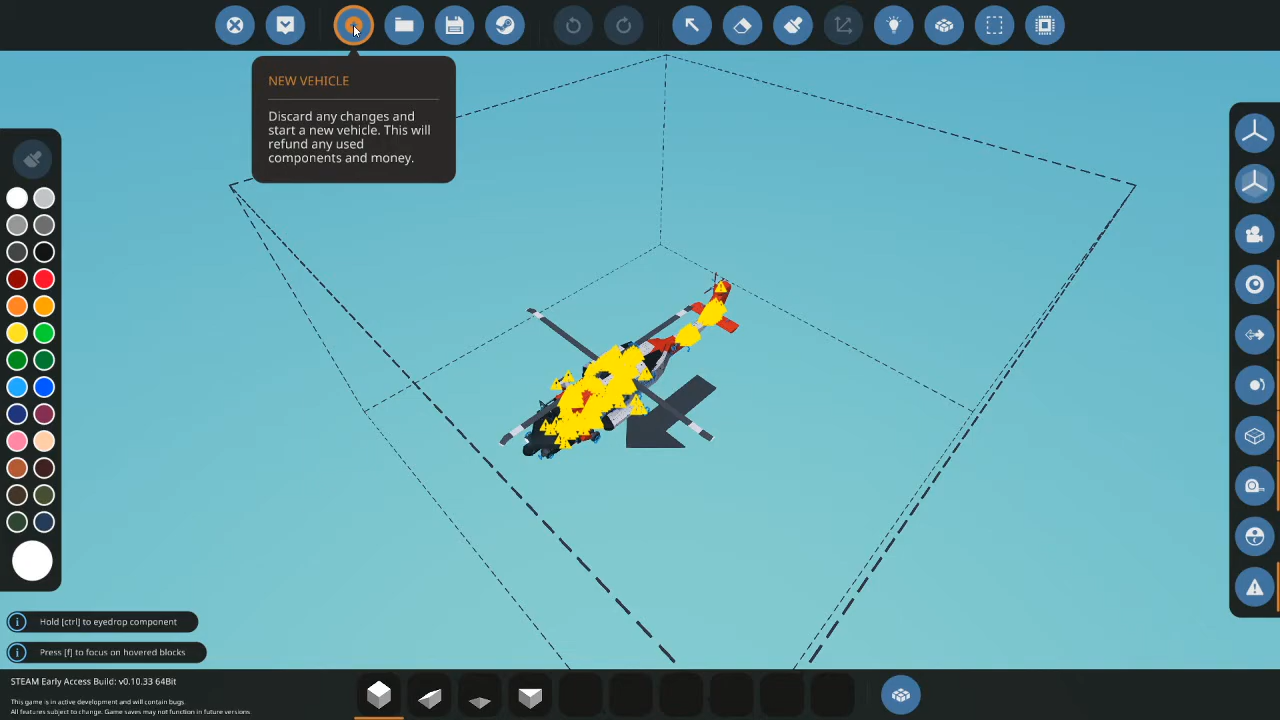 NEW VEHICLE
Discard any changes and
start a new vehicle. This will
refund any used
components and money.
Hold [ctrl] to eyedrop component
Press [f] to focus on hovered blocks
STEAM Early Access Build: v0.10.33 64Bit
This game is in active development and will contain bugs
All features subject to change. Game saves may not function in future versions